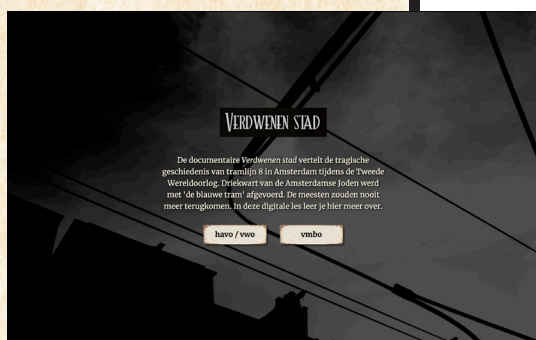 VERDWENEN STAD
De documentaire Verdwenen stad vertelt de tragische
geschiedenis van tramlijn 8 in Amsterdam tijdens de Tweede
Wereldoorlog. Driekwart van de Amsterdamse Joden werd
met 'de blauwe tram' afgevoerd. De meesten zouden nooit
meer terugkomen. In deze digitale les leer je hier meer over.
havo / vwo
vmbo